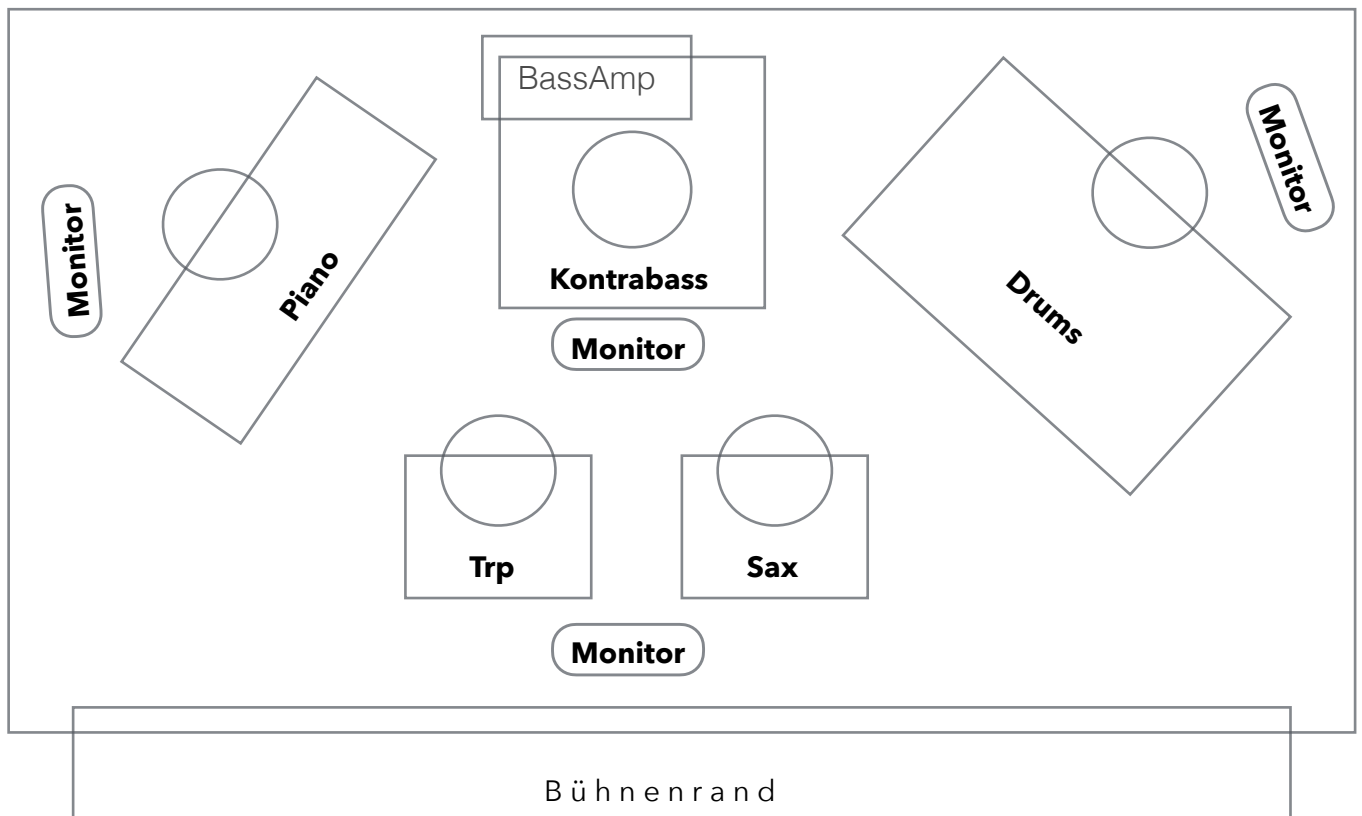 BassAmp
Monitor
Monitor
Piano
Kontrabass
Drums
Monitor
Trp
Sax
Monitor
Bühnenrand